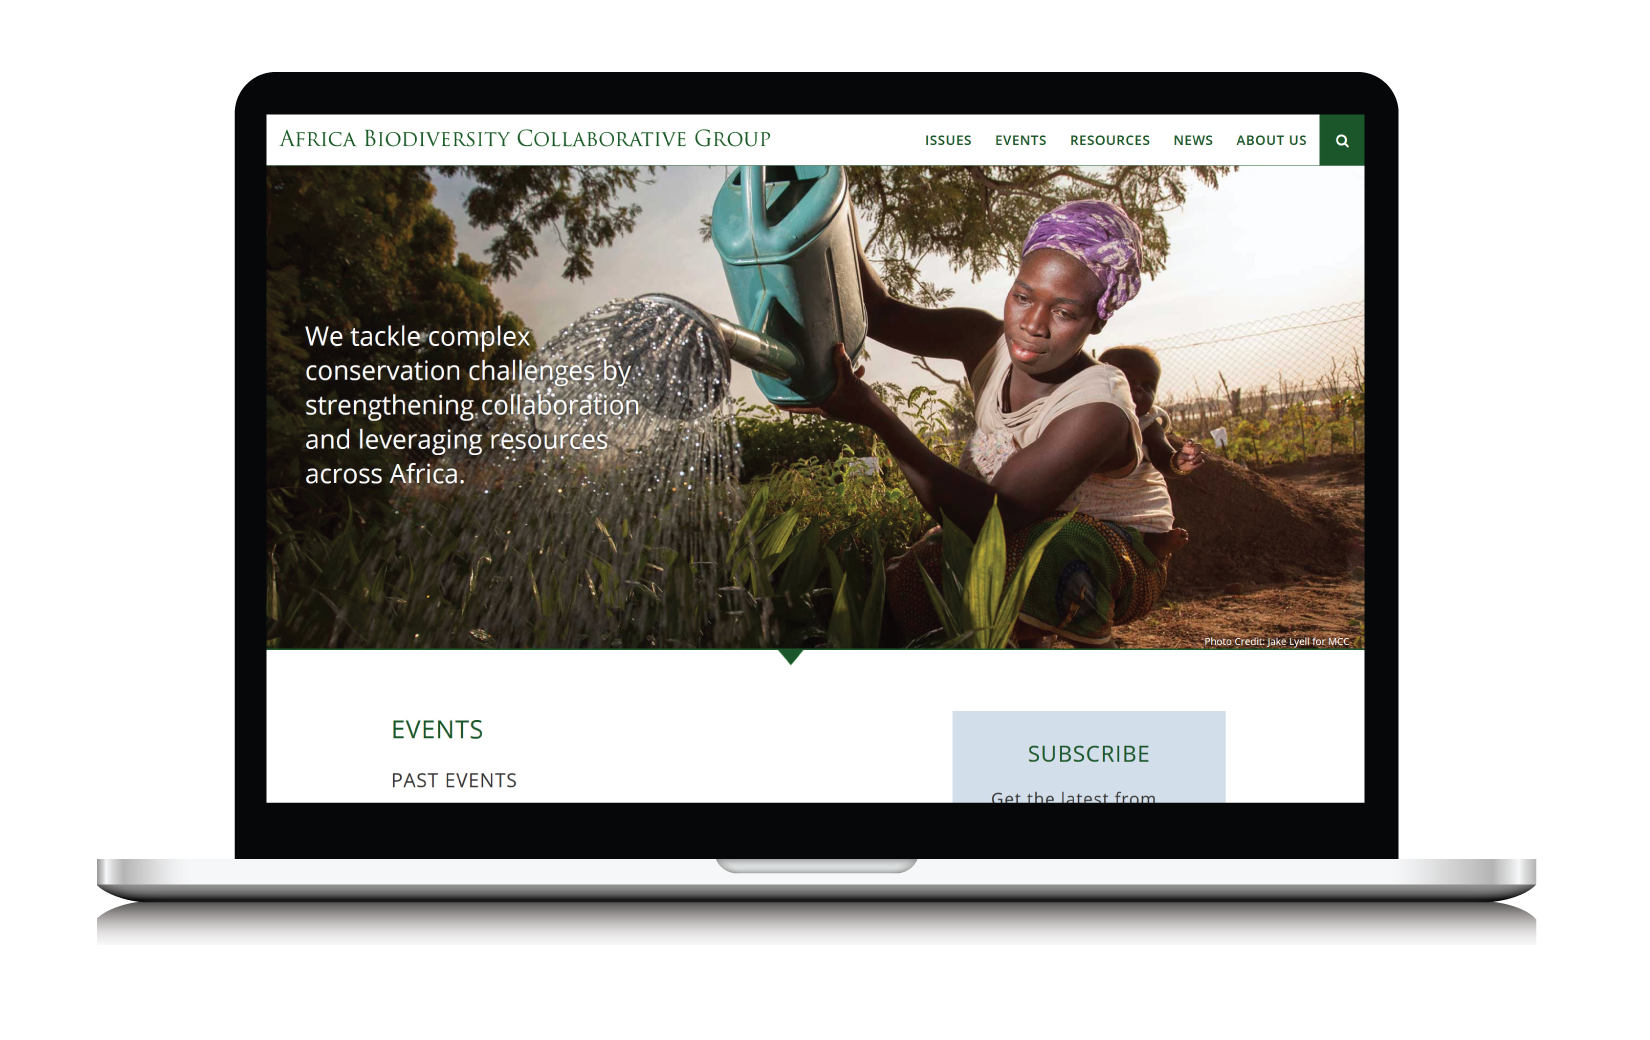 AFRICA BIODIVERSITY COLLABORATIVE GROUP
ISSUES EVENTS RESOURCES NEWS ABOUT US
We tackle complex
conservation challenges by
strengthening collaboration
and leveraging resources
across Africa.
Photo Credit: Jake Lyell for MCC
EVENTS
PAST EVENTS
SUBSCRIBE
Get the latest from